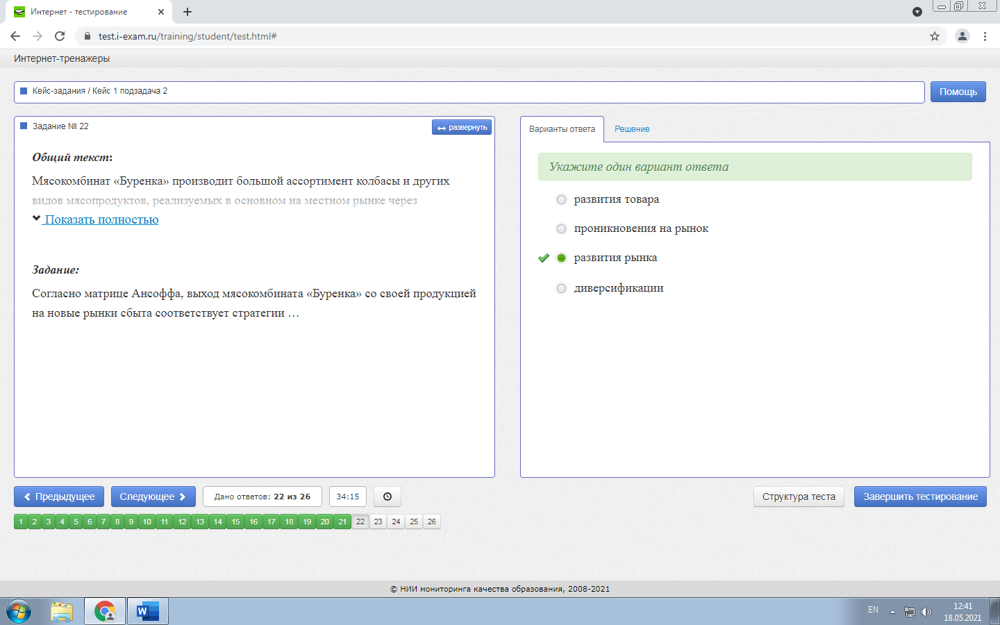 Интернет - тестирование
test.i-exam.ru/training/student/test.html#
Интернет-тренажеры
Кейс-задания / Кейс 1 подзадача 2
Помощь
Задание № 22
развернуть
Общий текст:
Мясокомбинат «Буренка» производит большой ассортимент колбасы и других
видов мясопродуктов, реализуемых в основном на местном рынке через
Показать полностью
Задание:
Согласно матрице Ансоффа, выход мясокомбината «Буренка» со своей продукцией
на новые рынки сбыта соответствует стратегии …
Варианты ответа
Решение
Укажите один вариант ответа
развития товара
проникновения на рынок
развития рынка
диверсификации
Предыдущее
Следующее
Дано ответов: 22 из 26
34:15
Структура теста
Завершить тестирование
1 2 3 4 5 6 7 8 9 10 11 12 13 14 15 16 17 18 19 20 21 22 23 24 25 26
© НИИ мониторинга качества образования, 2008-2021
EN
12:41
18.05.2021